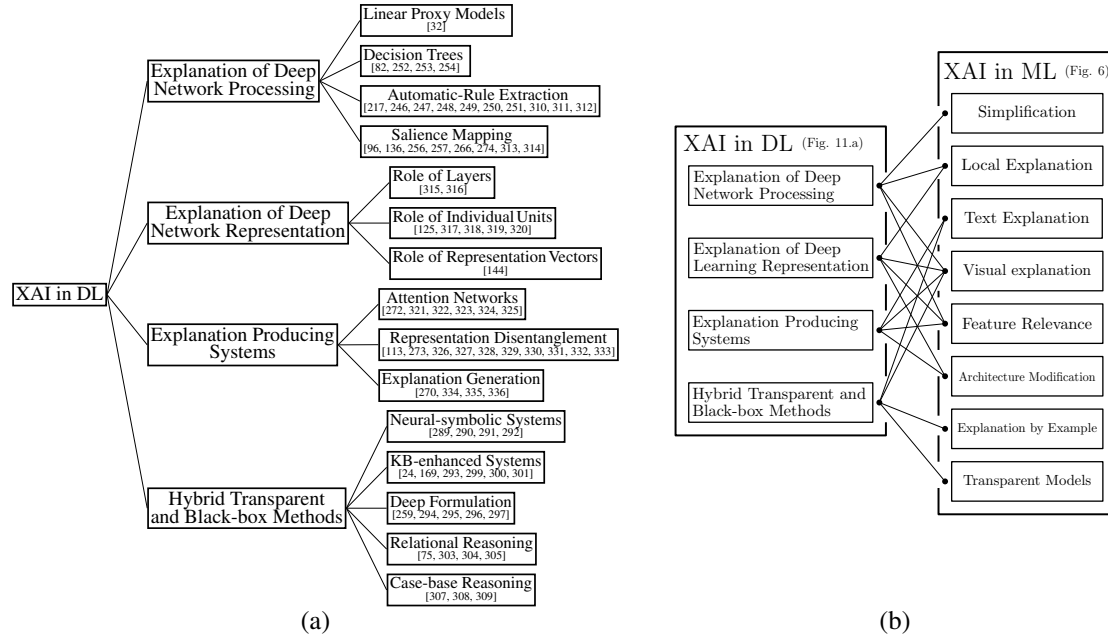 XAI in DL
Explanation of Deep
Network Processing
Linear Proxy Models
[32]
Decision Trees
[82, 252, 253, 254]
Automatic-Rule Extraction
[217, 246, 247, 248, 249, 250, 251, 310, 311, 312]
Salience Mapping
[96, 136, 256, 257, 266, 274, 313, 314]
Explanation of Deep
Network Representation
Role of Layers
[315, 316]
Role of Individual Units
[125, 317, 318, 319, 320]
Role of Representation Vectors
[144]
Explanation Producing
Systems
Attention Networks
[272, 321, 322, 323, 324, 325]
Representation Disentanglement
[113, 273, 326, 327, 328, 329, 330, 331, 332, 333]
Explanation Generation
[270, 334, 335, 336]
Hybrid Transparent
and Black-box Methods
Neural-symbolic Systems
[289, 290, 291, 292]
KB-enhanced Systems
[24, 169, 293, 299, 300, 301]
Deep Formulation
[259, 294, 295, 296, 297]
Relational Reasoning
[75, 303, 304, 305]
Case-base Reasoning
[307, 308, 309]
(a)
XAI in DL (Fig. 11.a)
Explanation of Deep
Network Processing
Explanation of Deep
Learning Representation
Explanation Producing
Systems
Hybrid Transparent and
Black-box Methods
XAI in ML (Fig. 6)
Simplification
Local Explanation
Text Explanation
Visual explanation
Feature Relevance
Architecture Modification
Explanation by Example
Transparent Models
(b)